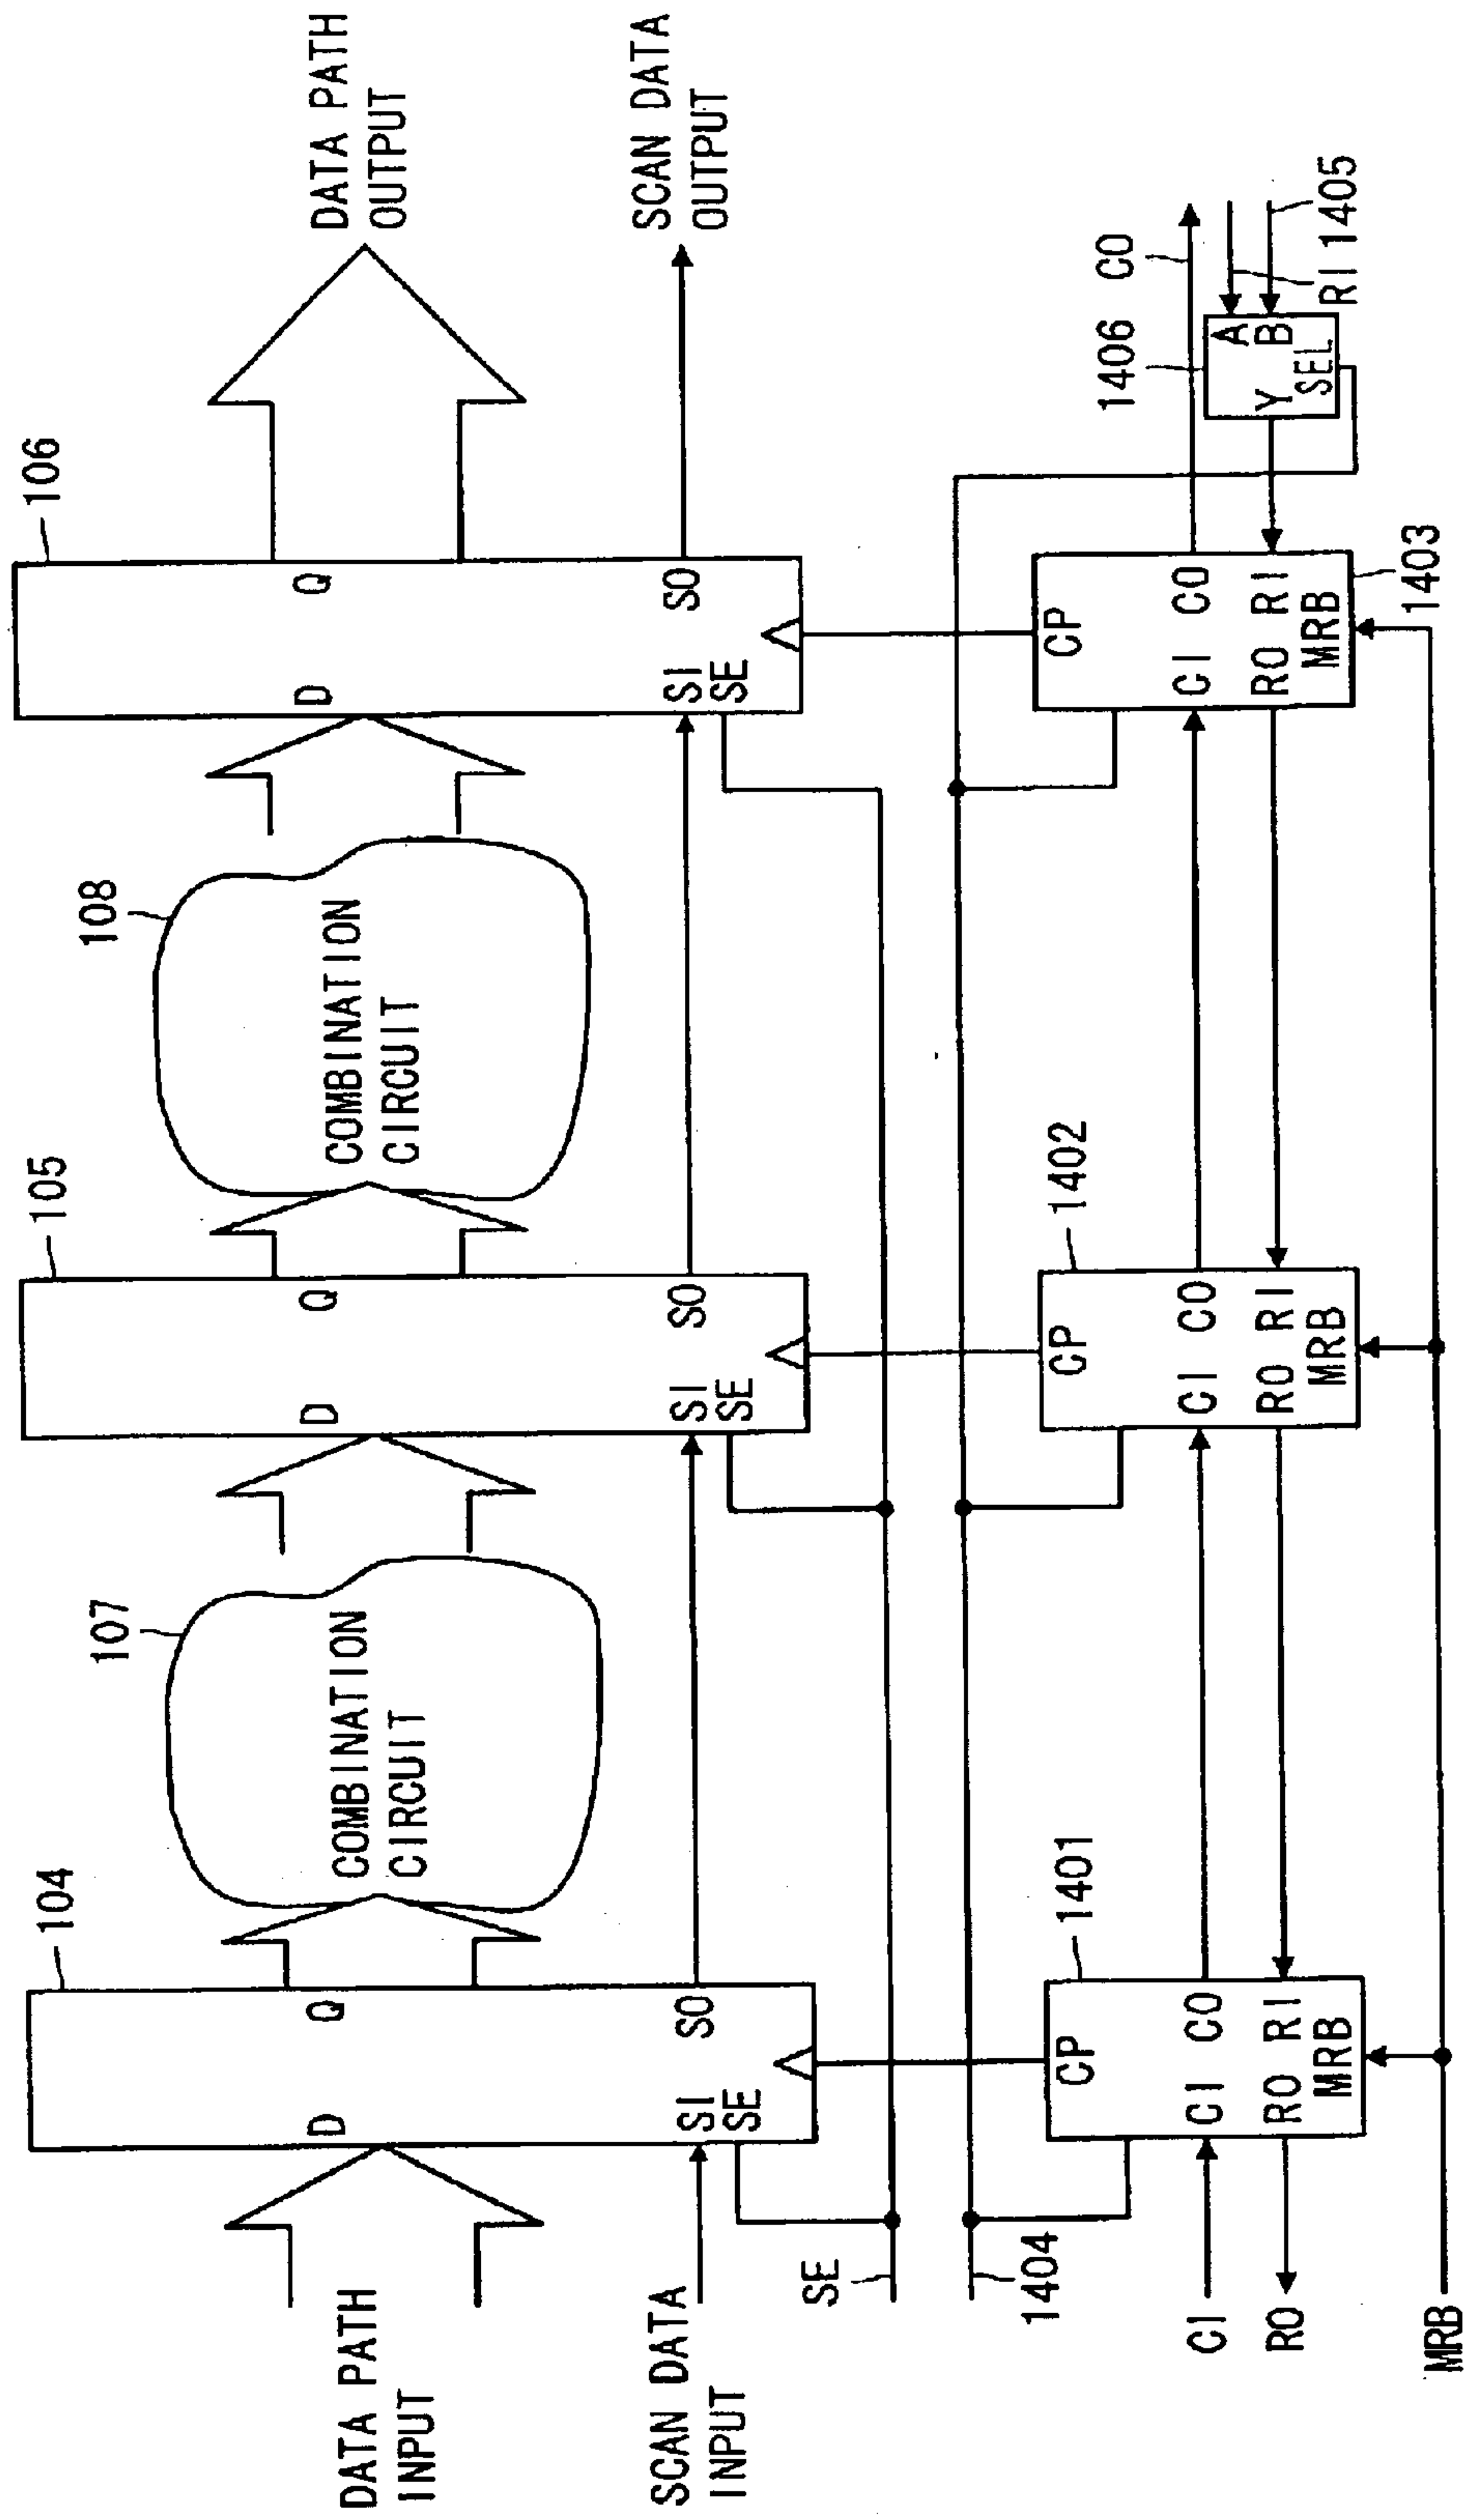 104
105
106
107
108
DATA PATH
INPUT
D
Q
COMBINATION
CIRCUIT
D
Q
COMBINATION
CIRCUIT
D
Q
DATA PATH
OUTPUT
SCAN DATA
INPUT
SI
SO
SE
SI
SO
SE
SI
SO
SE
SCAN DATA
OUTPUT
SE
1404
1401
1402
1406
CO
CP
CI CO
RO RI
MRB
CP
CI CO
RO RI
MRB
CP
CI CO
RO RI
MRB
1403
A
Y B
SEL
RI 1405
CI
RO
MRB